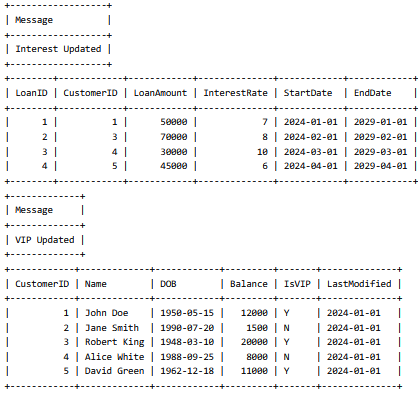 +------------------+
| Message          |
+------------------+
| Interest Updated |
+------------------+
+--------+------------+------------+--------------+------------+------------+
| LoanID | CustomerID | LoanAmount | InterestRate | StartDate  | EndDate    |
+--------+------------+------------+--------------+------------+------------+
|      1 |          1 |      50000 |            7 | 2024-01-01 | 2029-01-01 |
|      2 |          3 |      70000 |            8 | 2024-02-01 | 2029-02-01 |
|      3 |          4 |      30000 |           10 | 2024-03-01 | 2029-03-01 |
|      4 |          5 |      45000 |            6 | 2024-04-01 | 2029-04-01 |
+--------+------------+------------+--------------+------------+------------+
+-------------+
| Message     |
+-------------+
| VIP Updated |
+-------------+
+------------+-------------+------------+---------+-------+--------------+
| CustomerID | Name        | DOB        | Balance | IsVIP | LastModified |
+------------+-------------+------------+---------+-------+--------------+
|          1 | John Doe    | 1950-05-15 |   12000 | Y     | 2024-01-01   |
|          2 | Jane Smith  | 1990-07-20 |    1500 | N     | 2024-01-01   |
|          3 | Robert King | 1948-03-10 |   20000 | Y     | 2024-01-01   |
|          4 | Alice White | 1988-09-25 |    8000 | N     | 2024-01-01   |
|          5 | David Green | 1962-12-18 |   11000 | Y     | 2024-01-01   |
+------------+-------------+------------+---------+-------+--------------+